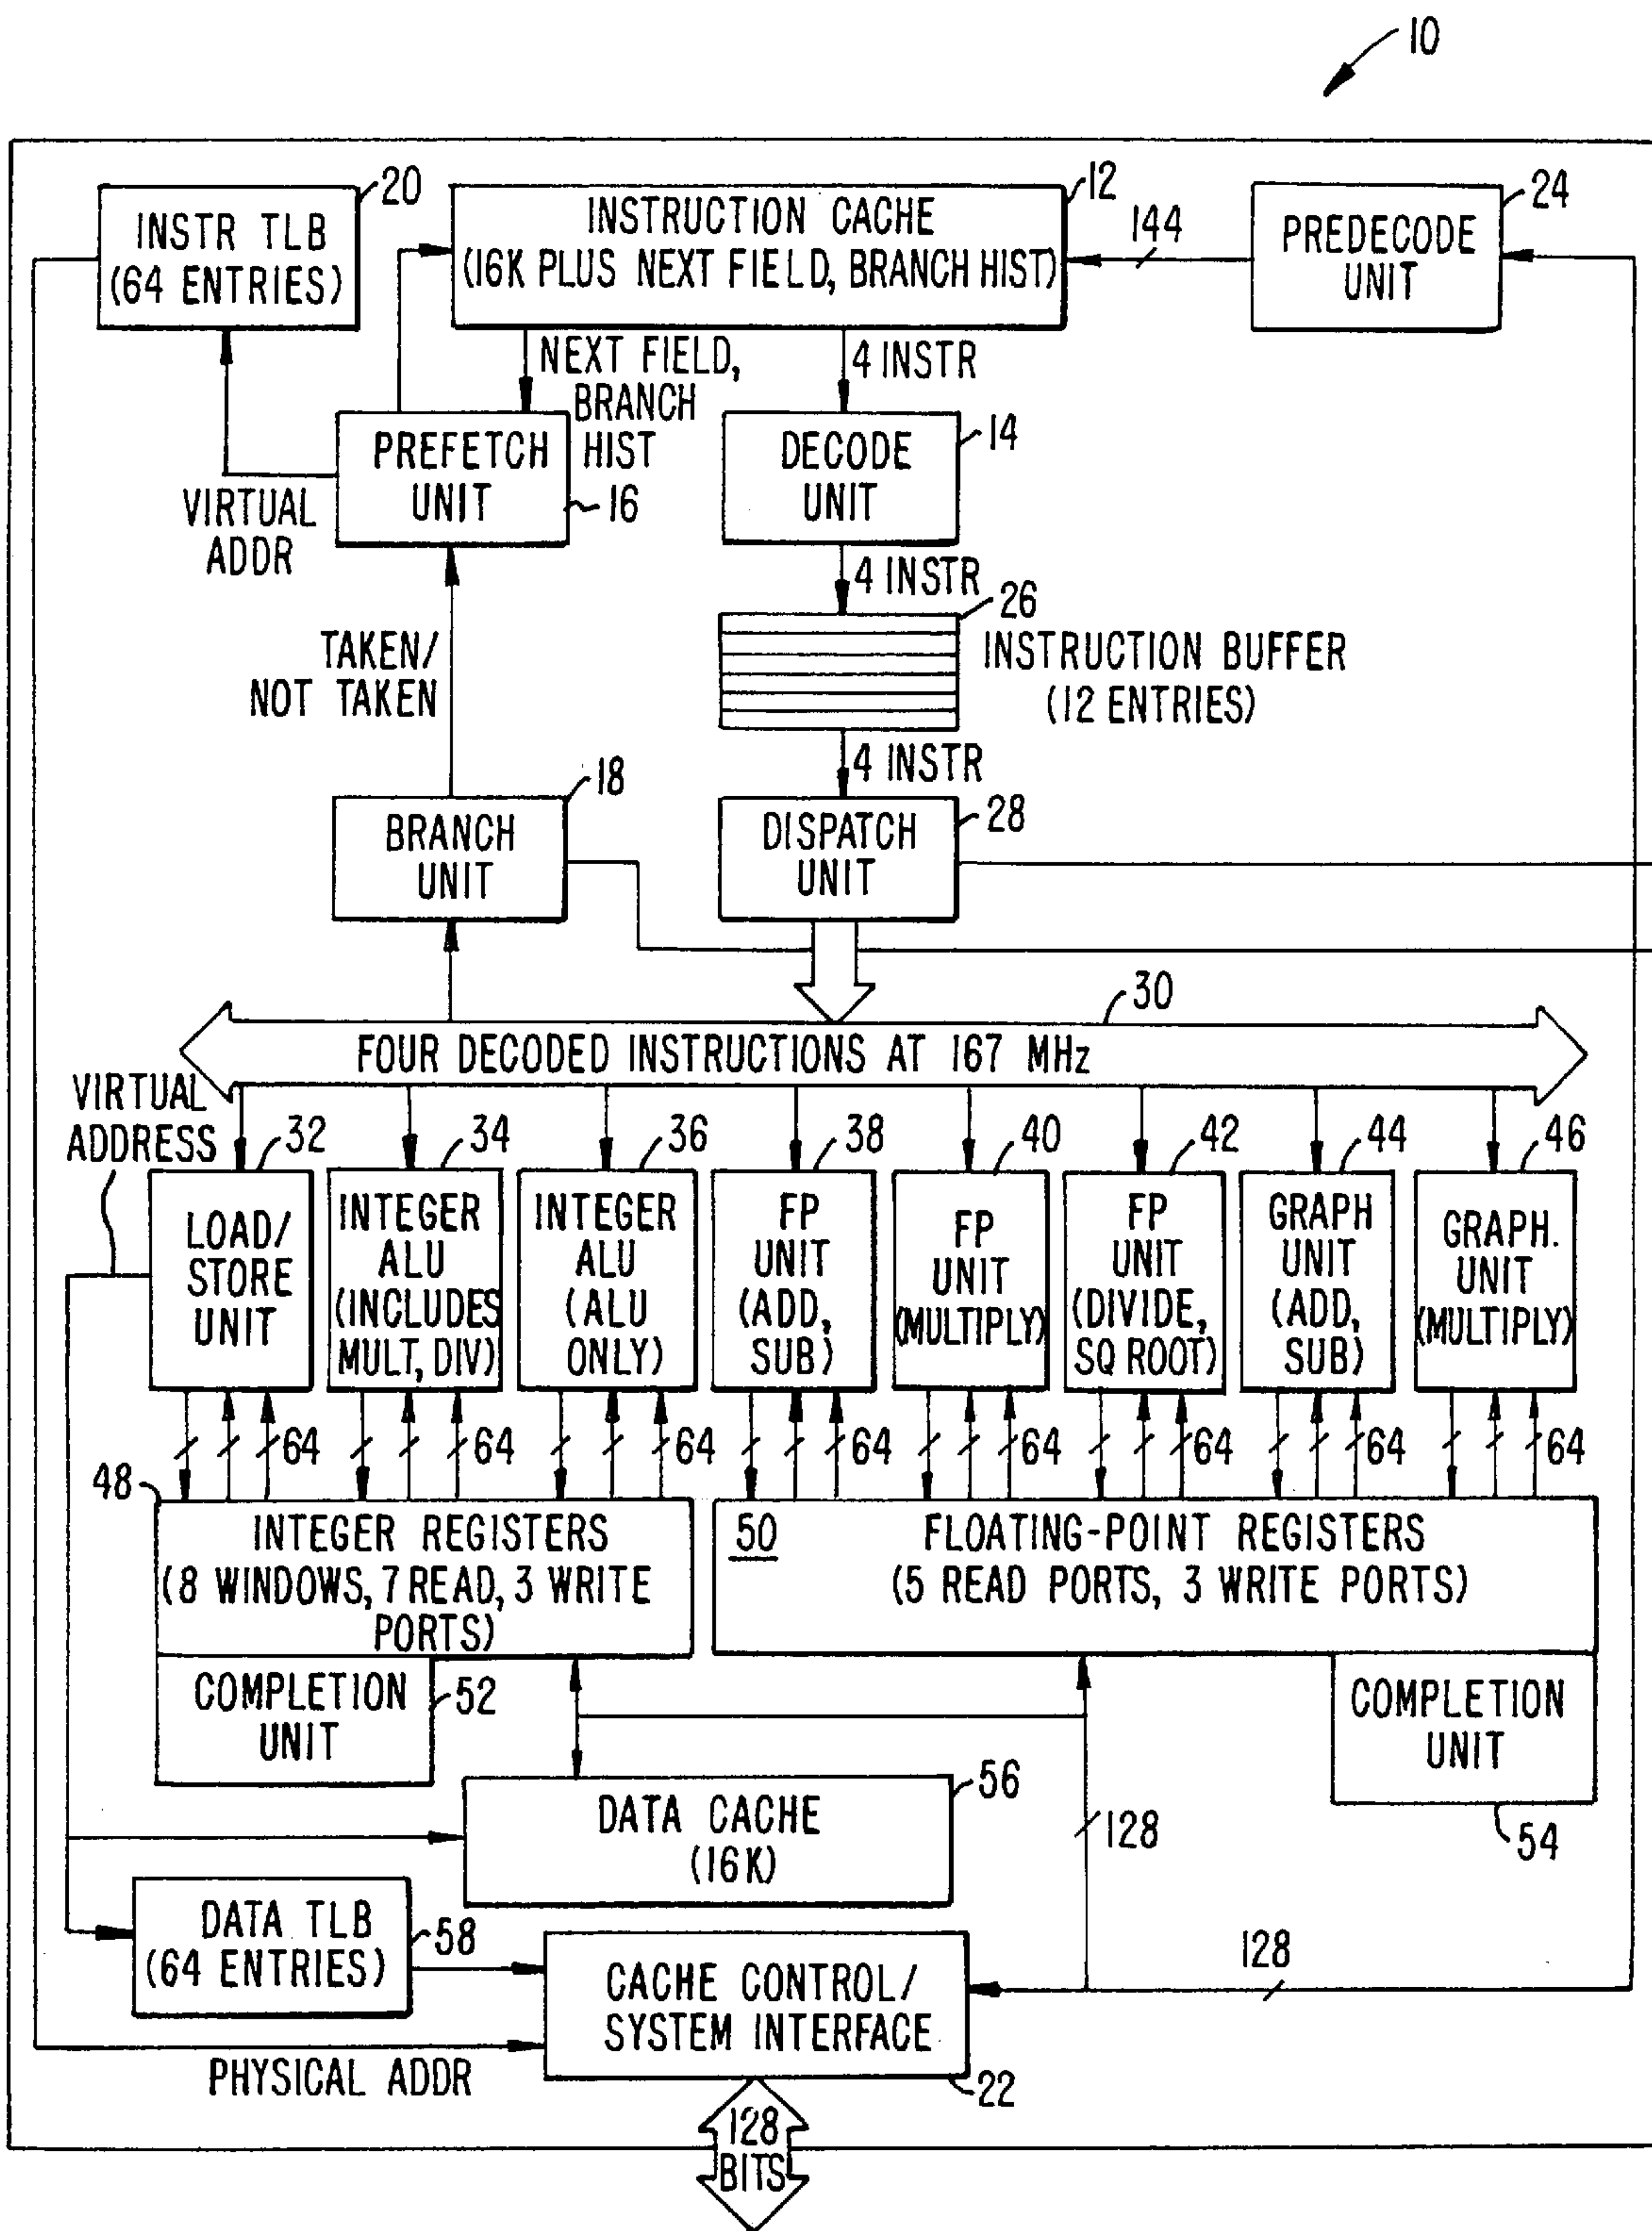 10
20
INSTR TLB
(64 ENTRIES)
12
INSTRUCTION CACHE
(16K PLUS NEXT FIELD, BRANCH HIST)
144
24
PREDECODE
UNIT
NEXT FIELD,
BRANCH
HIST
4 INSTR
PREFETCH
UNIT
16
VIRTUAL
ADDR
DECODE
UNIT
14
4 INSTR
26
INSTRUCTION BUFFER
(12 ENTRIES)
TAKEN/
NOT TAKEN
4 INSTR
18
BRANCH
UNIT
DISPATCH
UNIT
28
30
FOUR DECODED INSTRUCTIONS AT 167 MHz
VIRTUAL
ADDRESS
32
LOAD/
STORE
UNIT
34
INTEGER
ALU
(INCLUDES
MULT, DIV)
36
INTEGER
ALU
(ALU
ONLY)
38
FP
UNIT
(ADD,
SUB)
40
FP
UNIT
(MULTIPLY)
42
FP
UNIT
(DIVIDE,
SQ ROOT)
44
GRAPH
UNIT
(ADD,
SUB)
46
GRAPH.
UNIT
(MULTIPLY)
64
64
64
64
64
64
64
64
48
INTEGER REGISTERS
(8 WINDOWS, 7 READ, 3 WRITE
PORTS)
50
FLOATING-POINT REGISTERS
(5 READ PORTS, 3 WRITE PORTS)
COMPLETION
UNIT
52
COMPLETION
UNIT
54
56
DATA CACHE
(16K)
128
DATA TLB
(64 ENTRIES)
58
128
CACHE CONTROL/
SYSTEM INTERFACE
22
PHYSICAL ADDR
128
BITS